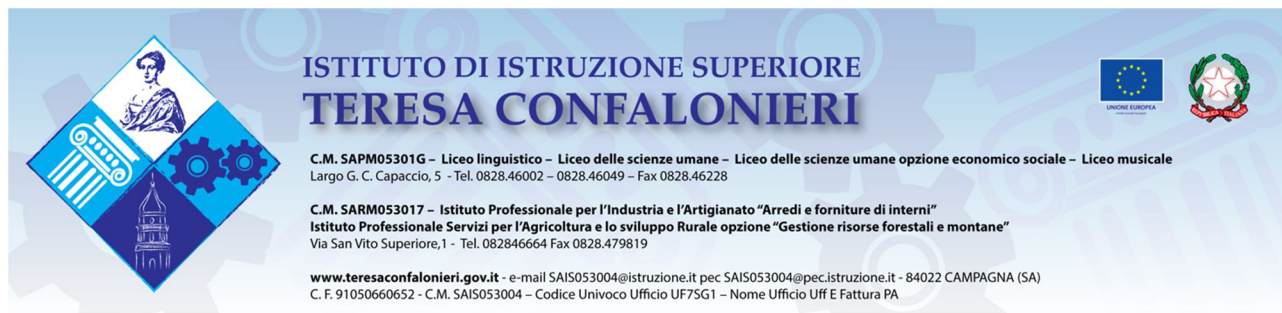 ISTITUTO DI ISTRUZIONE SUPERIORE
TERESA CONFALONIERI
UNIONE EUROPEA
REPUBBLICA ITALIANA
C.M. SAPM05301G – Liceo linguistico – Liceo delle scienze umane – Liceo delle scienze umane opzione economico sociale – Liceo musicale
Largo G. C. Capaccio, 5 - Tel. 0828.46002 – 0828.46049 – Fax 0828.46228
C.M. SARM053017 – Istituto Professionale per l'Industria e l'Artigianato “Arredi e forniture di interni”
Istituto Professionale Servizi per l'Agricoltura e lo sviluppo Rurale opzione “Gestione risorse forestali e montane”
Via San Vito Superiore,1 - Tel. 082846664 Fax 0828.479819
www.teresaconfalonieri.gov.it - e-mail SAIS053004@istruzione.it pec SAIS053004@pec.istruzione.it - 84022 CAMPAGNA (SA)
C. F. 91050660652 - C.M. SAIS053004 – Codice Univoco Ufficio UF7SG1 – Nome Ufficio Uff E Fattura PA